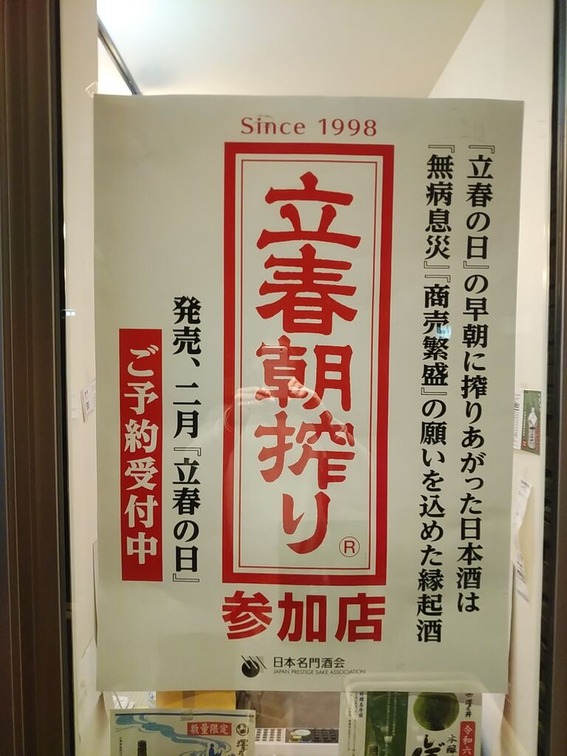 Since 1998
『立春の日』の早朝に搾りあがった日本酒は
『無病息災』『商売繁盛』の願いを込めた縁起酒
立春朝搾り®
発売、二月『立春の日』
ご予約受付中
参加店
日本名門酒会
JAPAN PRESTIGE SAKE ASSOCIATION
数量限定
令和六